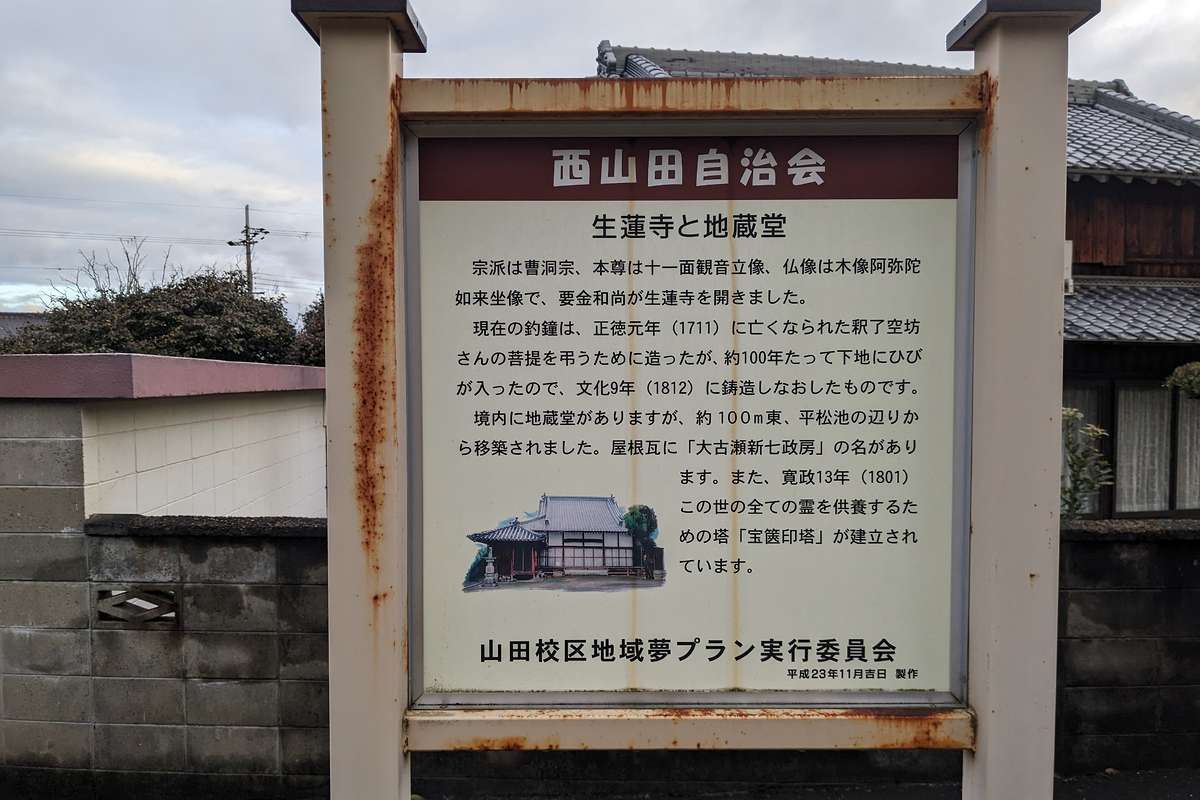 西山田自治会
生蓮寺と地蔵堂
宗派は曹洞宗、本尊は十一面観音立像、仏像は木像阿弥陀
如来坐像で、要金和尚が生蓮寺を開きました。
現在の釣鐘は、正徳元年（1711）に亡くなられた釈了空坊
さんの菩提を弔うために造ったが、約100年たって下地にひび
が入ったので、文化9年（1812）に鋳造しなおしたものです。
境内に地蔵堂がありますが、約１００ｍ東、平松池の辺りか
ら移築されました。屋根瓦に「大古瀬新七政房」の名があり
ます。また、寛政13年（1801）
この世の全ての霊を供養するた
めの塔「宝篋印塔」が建立され
ています。
山田校区地域夢プラン実行委員会
平成23年11月吉日 製作